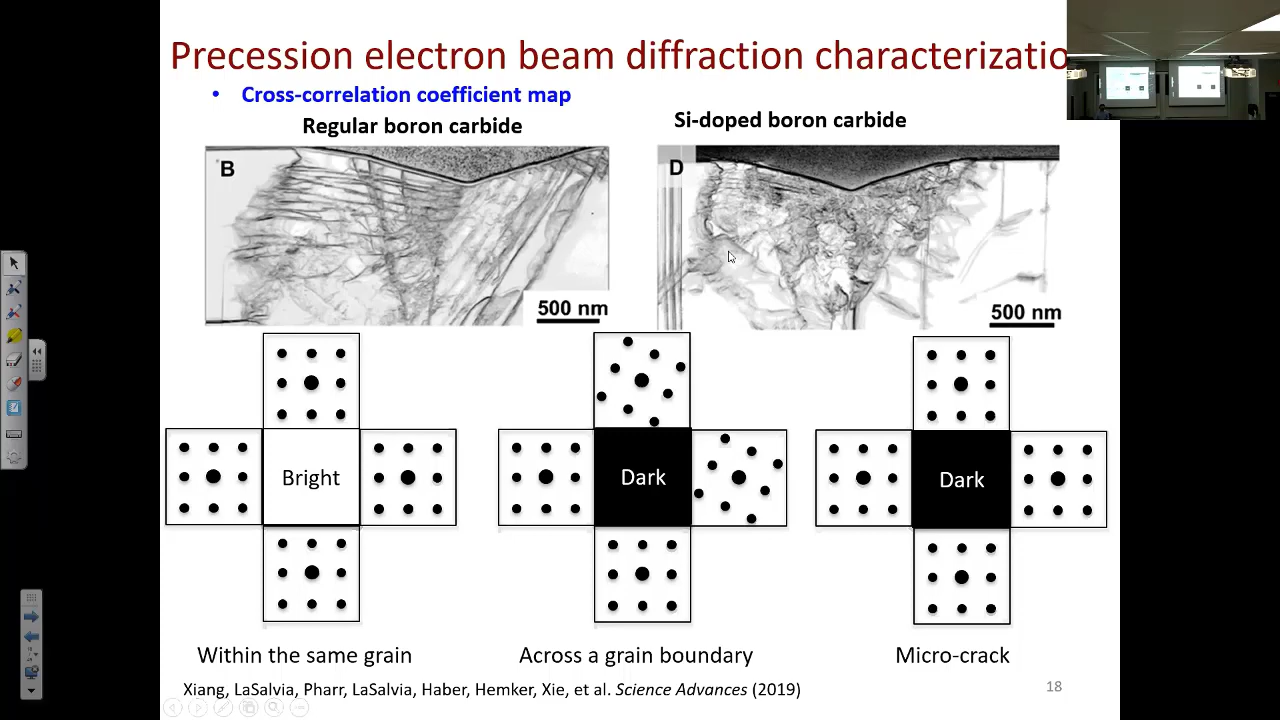 Precession electron beam diffraction characterizatio
• Cross-correlation coefficient map
Regular boron carbide
Si-doped boron carbide
B
D
500 nm
500 nm
Bright
Dark
Dark
Within the same grain
Across a grain boundary
Micro-crack
Xiang, LaSalvia, Pharr, LaSalvia, Haber, Hemker, Xie, et al. Science Advances (2019)
18